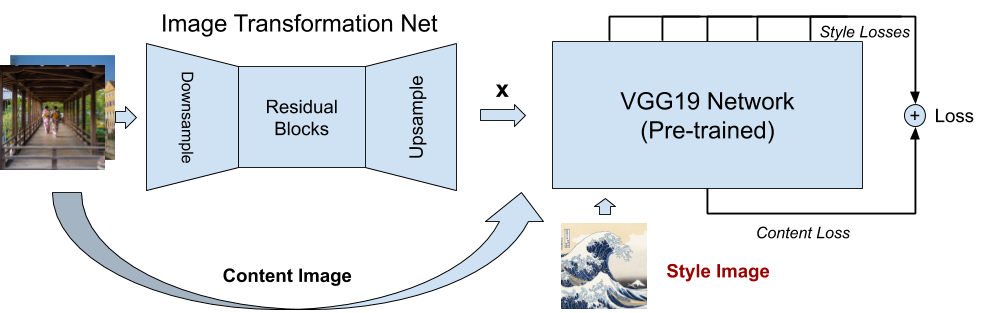 Image Transformation Net
Downsample
Residual
Blocks
Upsample
x
VGG19 Network
(Pre-trained)
Style Losses
+
Loss
Content Loss
Content Image
Style Image